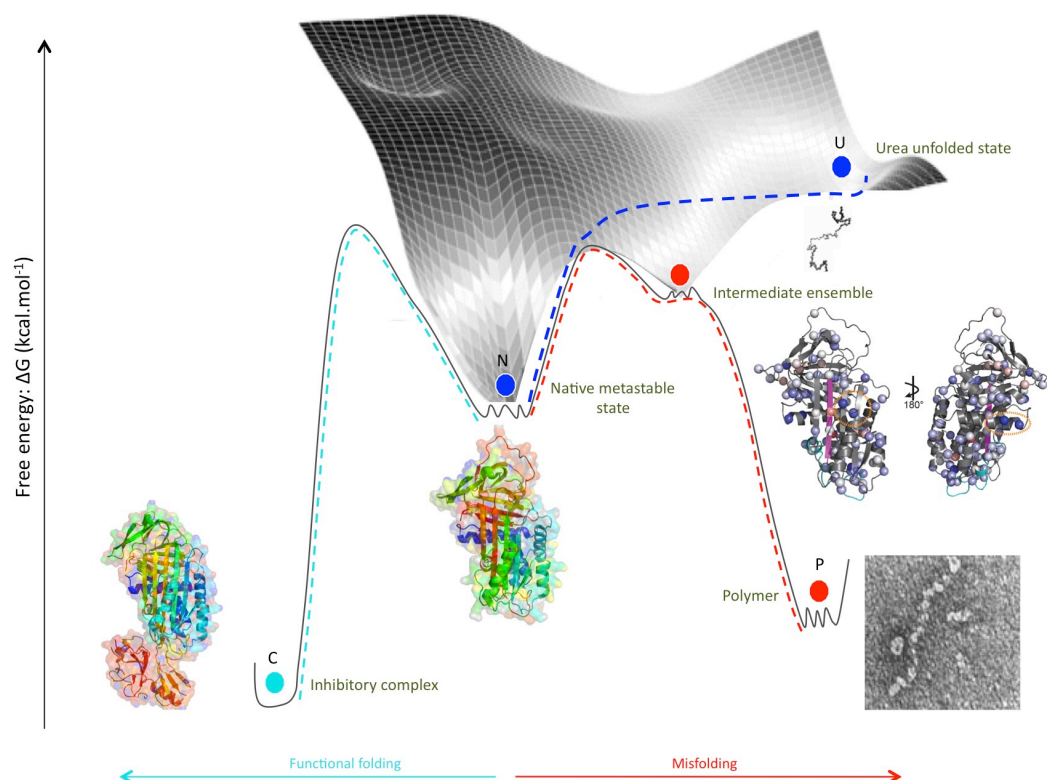 Free energy: ΔG (kcal.mol-1)
U
Urea unfolded state
Intermediate ensemble
N
Native metastable
state
180°
P
Polymer
C
Inhibitory complex
Functional folding
Misfolding